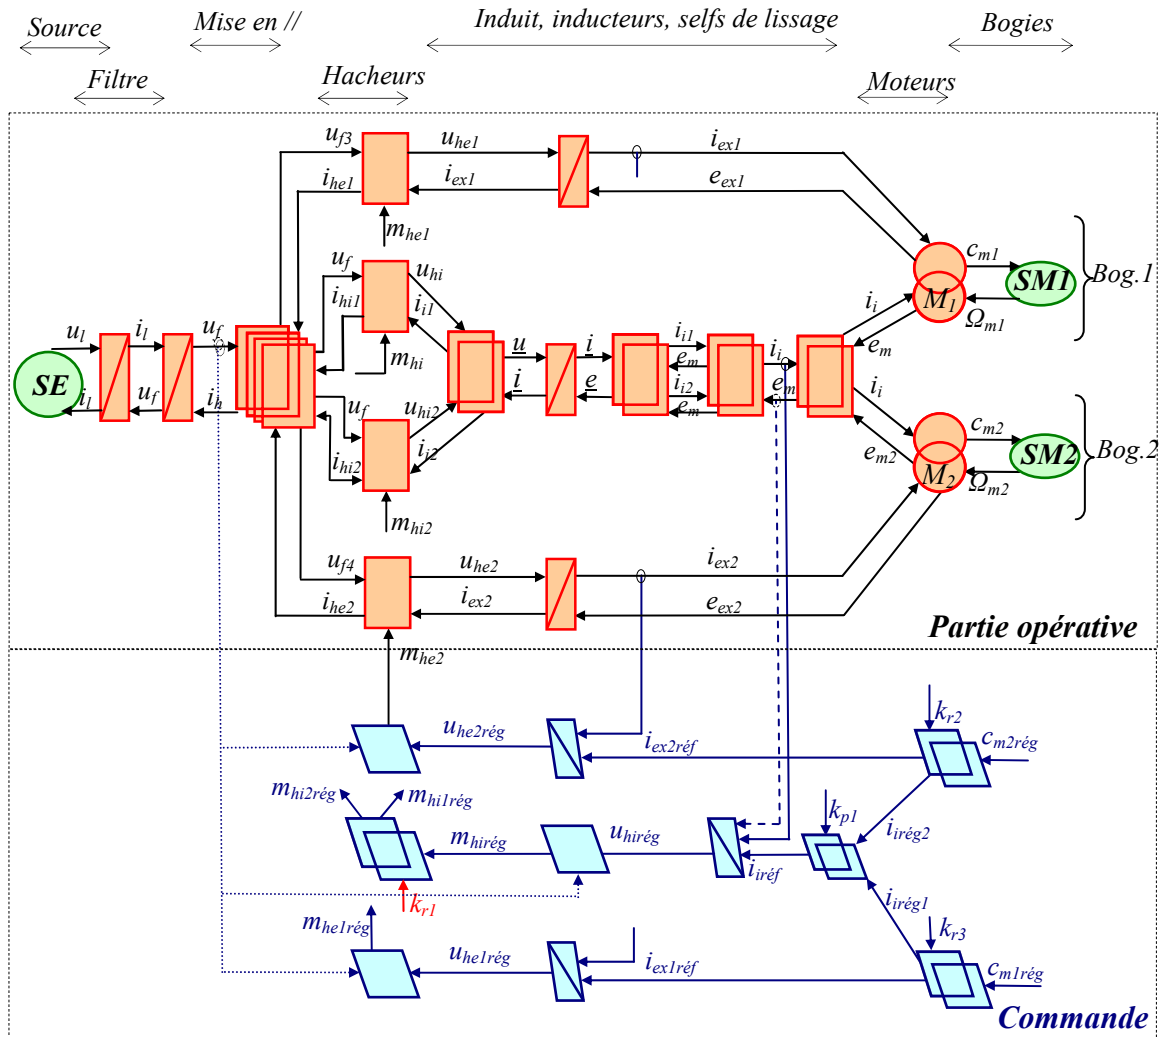 Source
Mise en //
Induit, inducteurs, selfs de lissage
Bogies
Filtre
Hacheurs
Moteurs
u_f3
u_he1
i_ex1
i_he1
i_ex1
e_ex1
m_he1
u_f
u_hi
c_m1
SM1
Bog.1
i_hi1
i_i1
i_i
M_1
Ω_m1
u_l
i_l
u_f
m_hi
u
i
i_i1
i_i
e_m
SE
e_m
i_l
u_f
i_h
i
e
i_i2
e_m
e_m
i_i
u_f
u_hi2
c_m2
SM2
Bog.2
i_hi2
i_i2
e_m2
M_2
Ω_m2
m_hi2
u_f4
u_he2
i_ex2
i_he2
i_ex2
e_ex2
Partie opérative
m_he2
k_r2
u_he2rég
i_ex2réf
c_m2rég
m_hi2rég
m_hi1rég
k_p1
m_hirég
u_hirég
i_irég2
i_iréf
k_r1
i_irég1
m_he1rég
k_r3
u_he1rég
i_ex1réf
c_m1rég
Commande